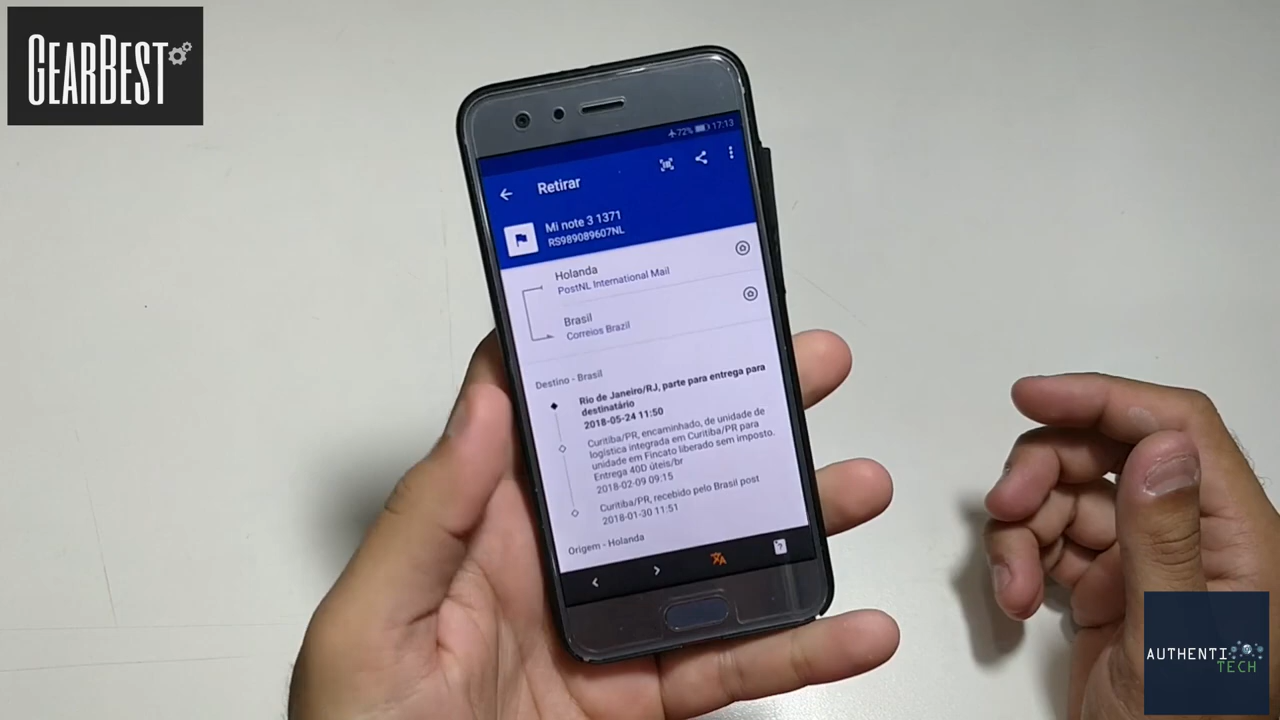 GEARBEST
72% 17:13
Retirar
Mi note 3 1371
RS989089607NL
Holanda
PostNL International Mail
Brasil
Correios Brazil
Destino - Brasil
Rio de Janeiro/RJ, parte para entrega para
destinatário
2018-05-24 11:50
Curitiba/PR, encaminhado, de unidade de
logística integrada em Curitiba/PR para
unidade em Fincato liberado sem imposto.
Entrega 40D úteis/br
2018-02-09 09:15
Curitiba/PR, recebido pelo Brasil post
2018-01-30 11:51
Origem - Holanda
AUTHENTI
TECH